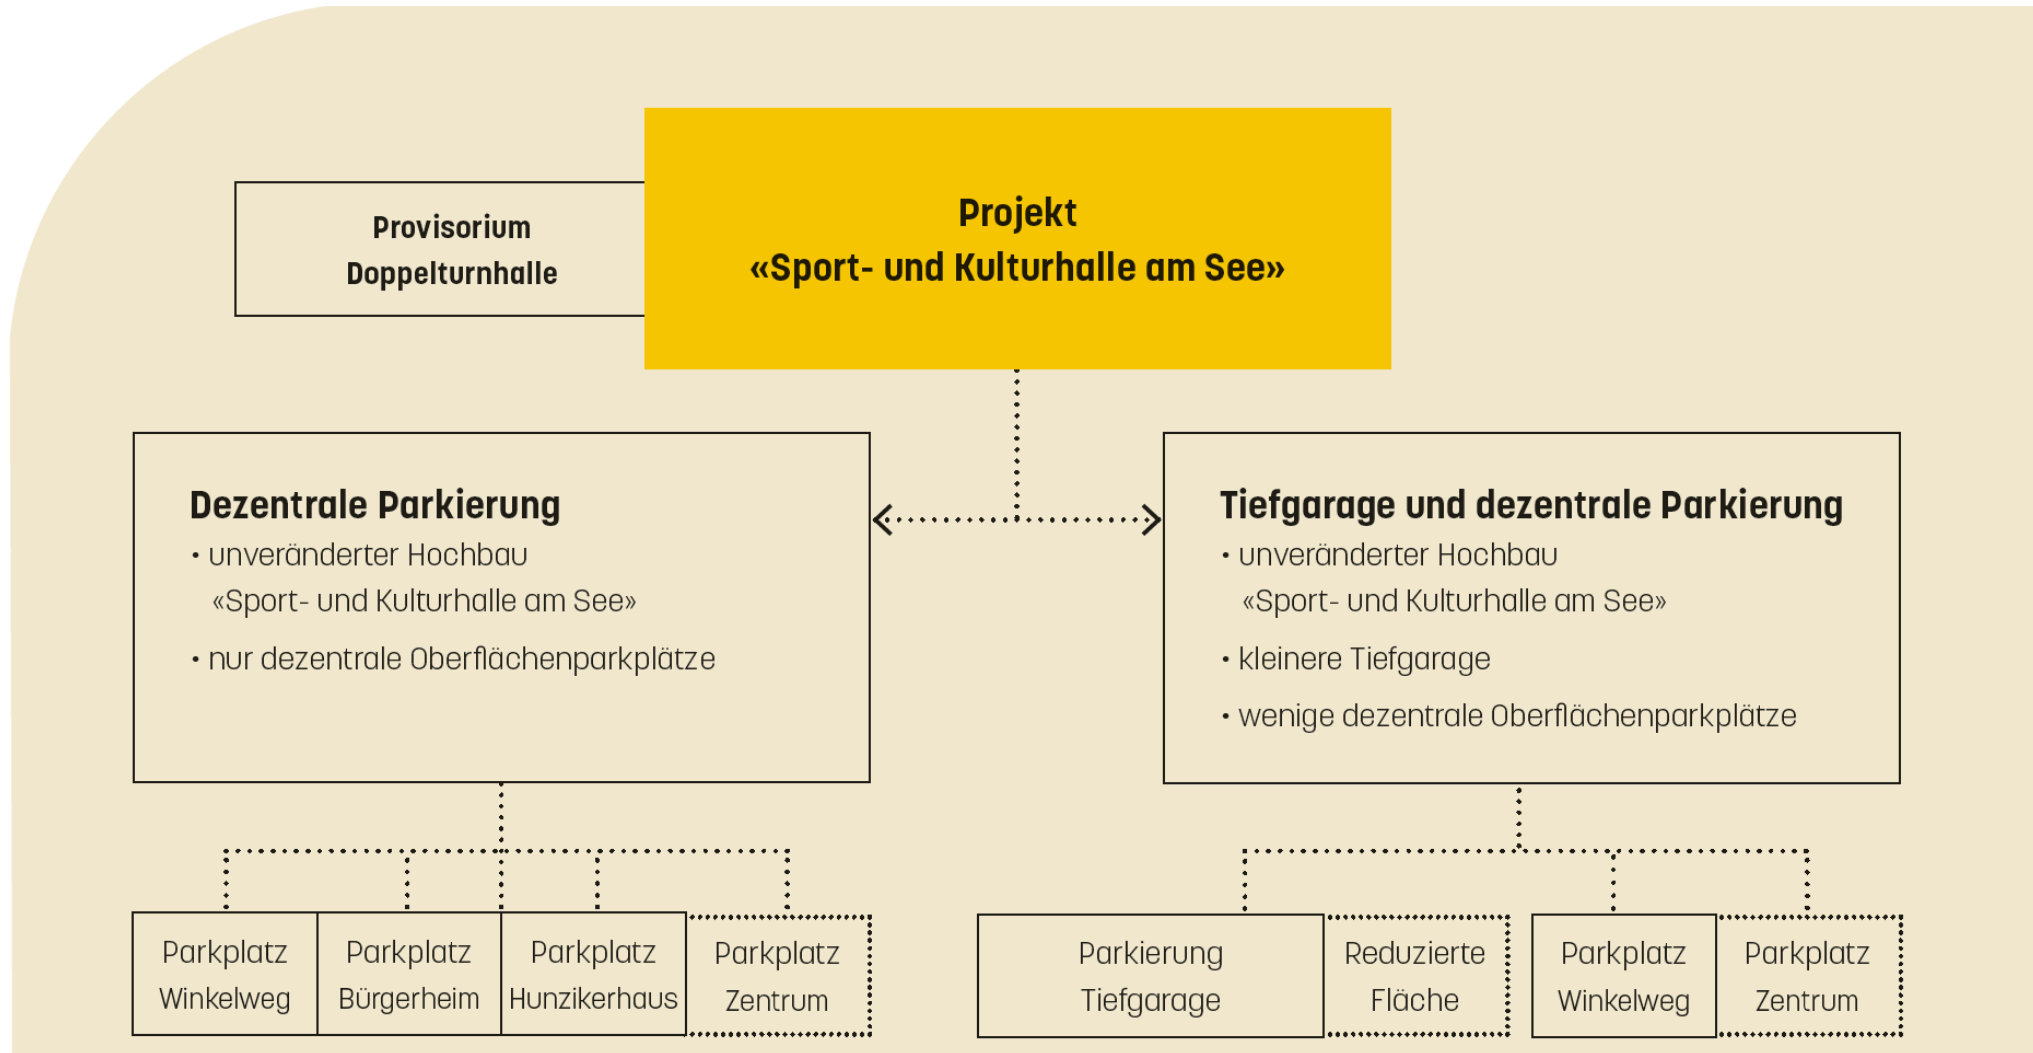 Provisorium
Doppelturnhalle
Projekt
«Sport- und Kulturhalle am See»
Dezentrale Parkierung
• unveränderter Hochbau
«Sport- und Kulturhalle am See»
• nur dezentrale Oberflächenparkplätze
Tiefgarage und dezentrale Parkierung
• unveränderter Hochbau
«Sport- und Kulturhalle am See»
• kleinere Tiefgarage
• wenige dezentrale Oberflächenparkplätze
Parkplatz
Winkelweg
Parkplatz
Bürgerheim
Parkplatz
Hunzikerhaus
Parkplatz
Zentrum
Parkierung
Tiefgarage
Reduzierte
Fläche
Parkplatz
Winkelweg
Parkplatz
Zentrum